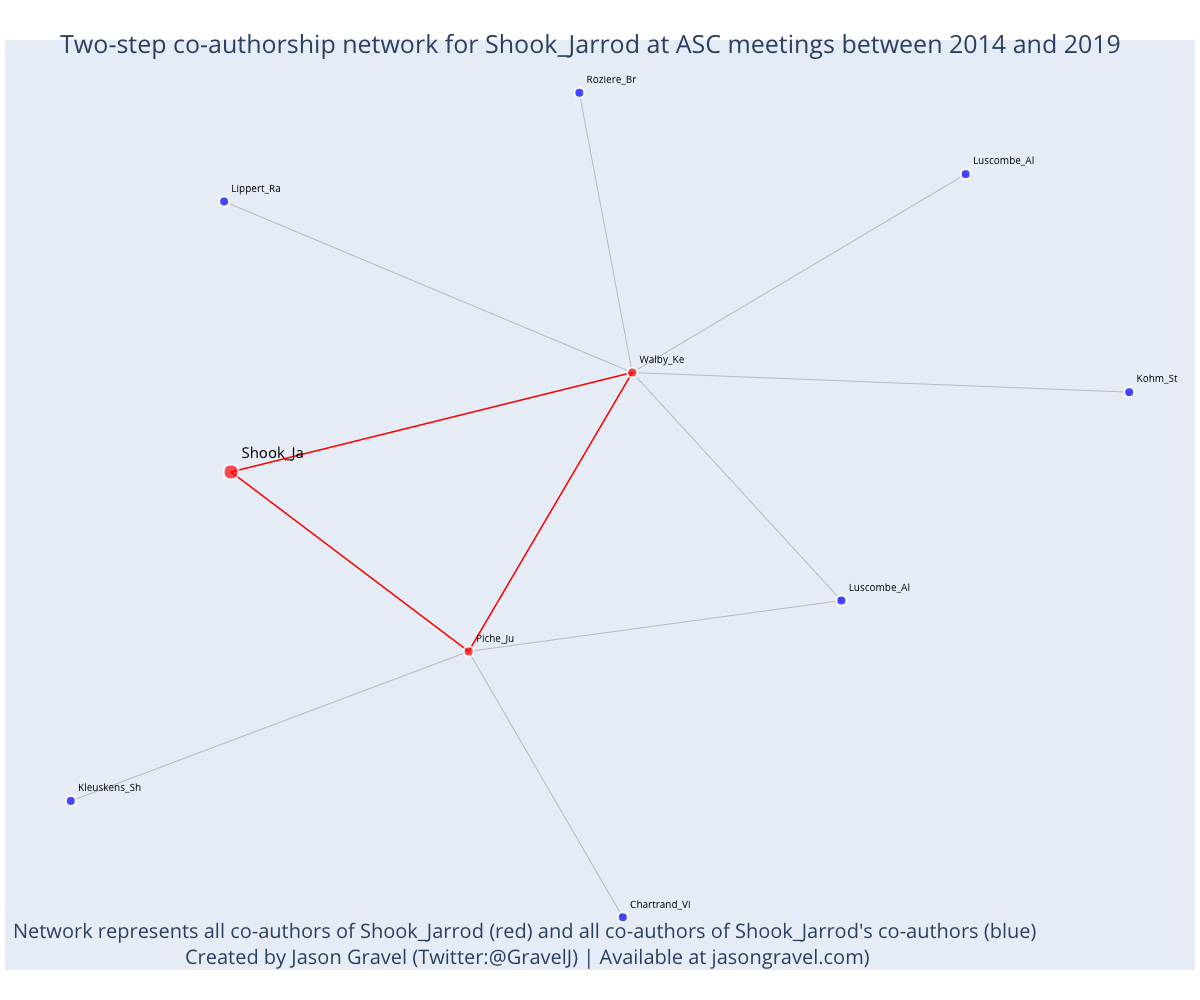 Two-step co-authorship network for Shook_Jarrod at ASC meetings between 2014 and 2019
Roziere_Br
Luscombe_Al
Lippert_Ra
Walby_Ke
Kohm_St
Shook_Ja
Luscombe_Al
Piche_Ju
Kleuskens_Sh
Chartrand_Vi
Network represents all co-authors of Shook_Jarrod (red) and all co-authors of Shook_Jarrod's co-authors (blue)
Created by Jason Gravel (Twitter:@GravelJ) | Available at jasongravel.com)